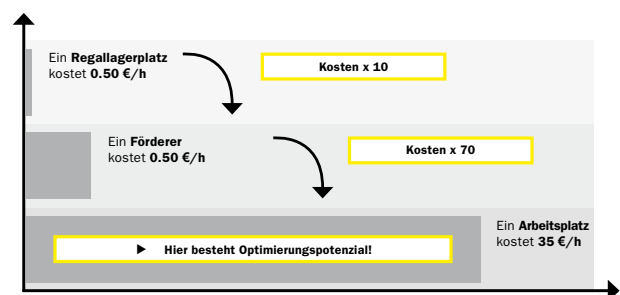 Ein Regallagerplatz
kostet 0.50 €/h
Kosten x 10
Ein Förderer
kostet 0.50 €/h
Kosten x 70
Ein Arbeitsplatz
kostet 35 €/h
▶ Hier besteht Optimierungspotenzial!